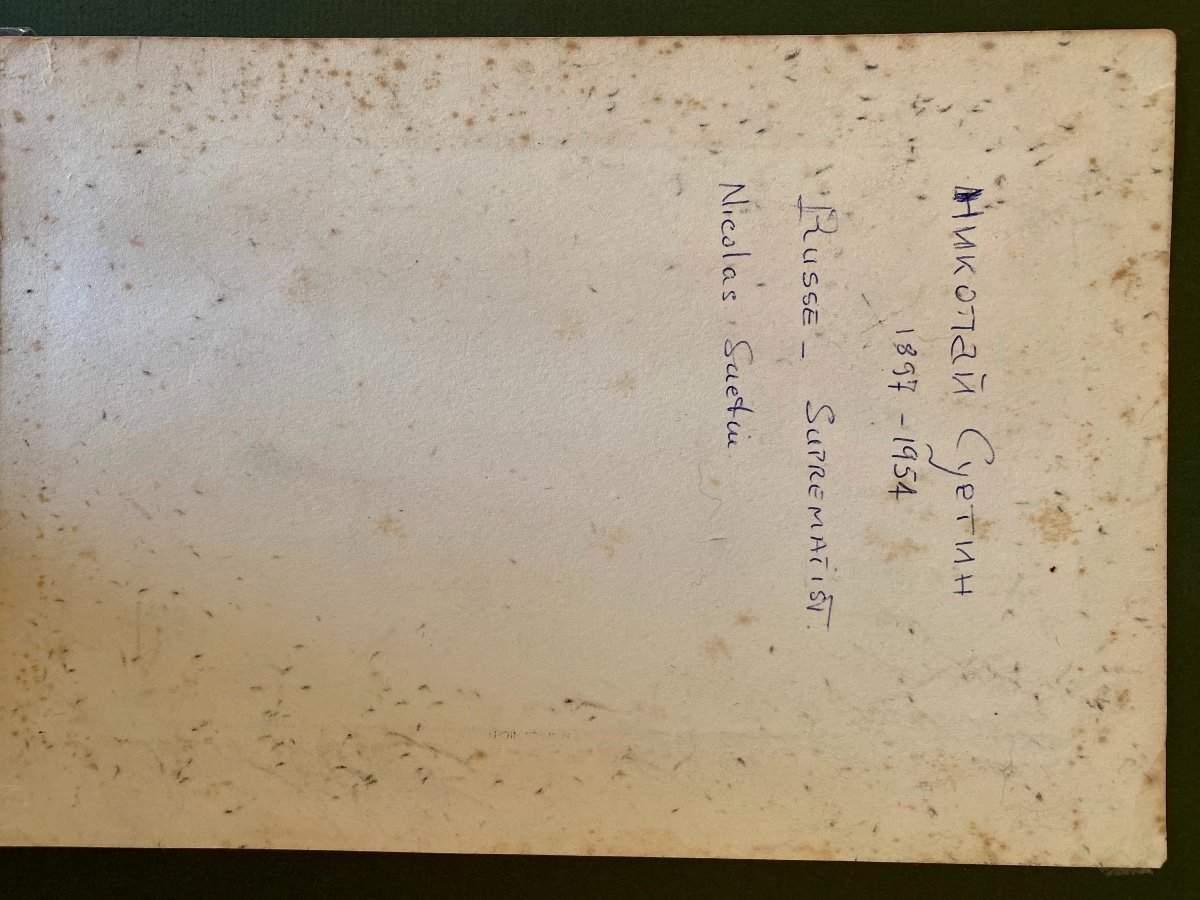 Николай Суетин
1897-1954
Russe - SUPREMATIST.
Nicolas Suetin